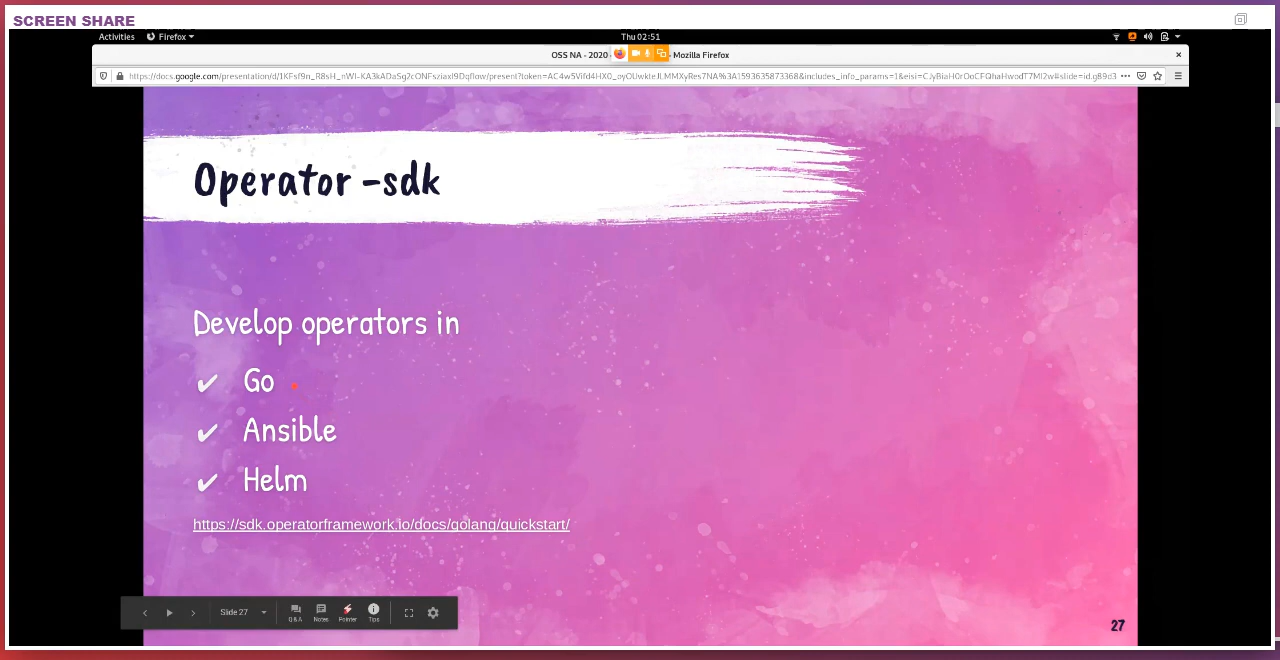 SCREEN SHARE
Activities Firefox Thu 02:51
OSS NA - 2020 - Mozilla Firefox
Operator -sdk
Develop operators in
✔ Go
✔ Ansible
✔ Helm
https://sdk.operatorframework.io/docs/golang/quickstart/
Slide 27
Q&A Notes Pointer Tips
27